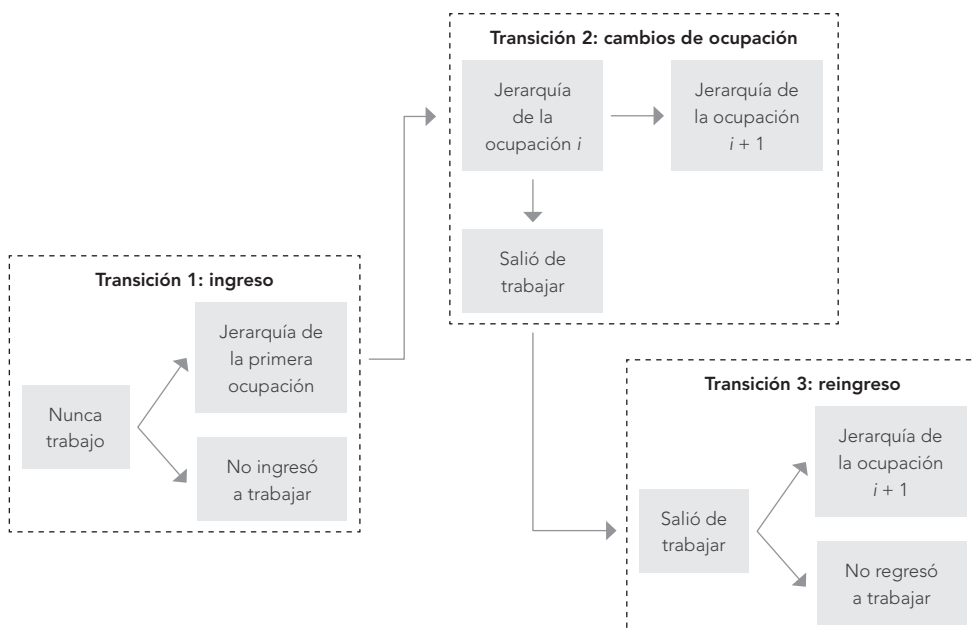 Transición 2: cambios de ocupación
Jerarquía
de la
ocupación i
Jerarquía de
la ocupación
i + 1
Salió de
trabajar
Transición 1: ingreso
Nunca
trabajo
Jerarquía de
la primera
ocupación
No ingresó
a trabajar
Transición 3: reingreso
Salió de
trabajar
Jerarquía de
la ocupación
i + 1
No regresó
a trabajar